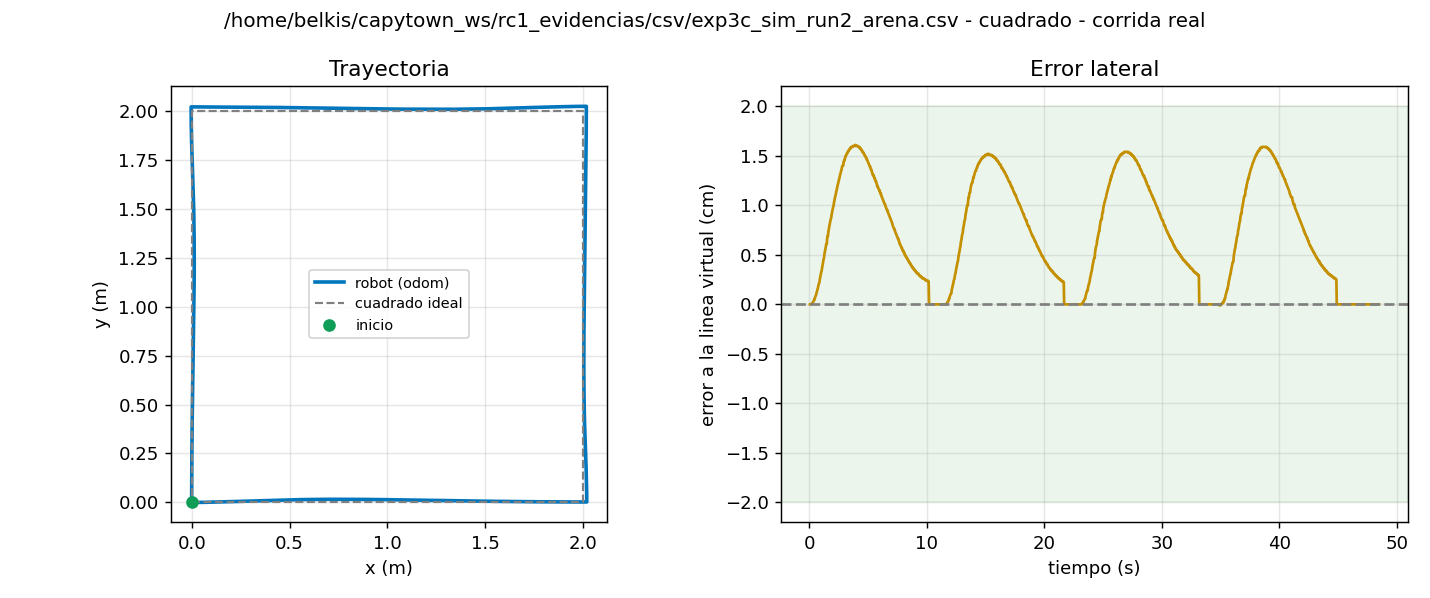 /home/belkis/capytown_ws/rc1_evidencias/csv/exp3c_sim_run2_arena.csv - cuadrado - corrida real
Trayectoria
2.00
1.75
1.50
1.25
1.00
0.75
0.50
0.25
0.00
y (m)
robot (odom)
cuadrado ideal
inicio
0.0 0.5 1.0 1.5 2.0
x (m)
Error lateral
2.0
1.5
1.0
0.5
0.0
−0.5
−1.0
−1.5
−2.0
error a la linea virtual (cm)
0 10 20 30 40 50
tiempo (s)